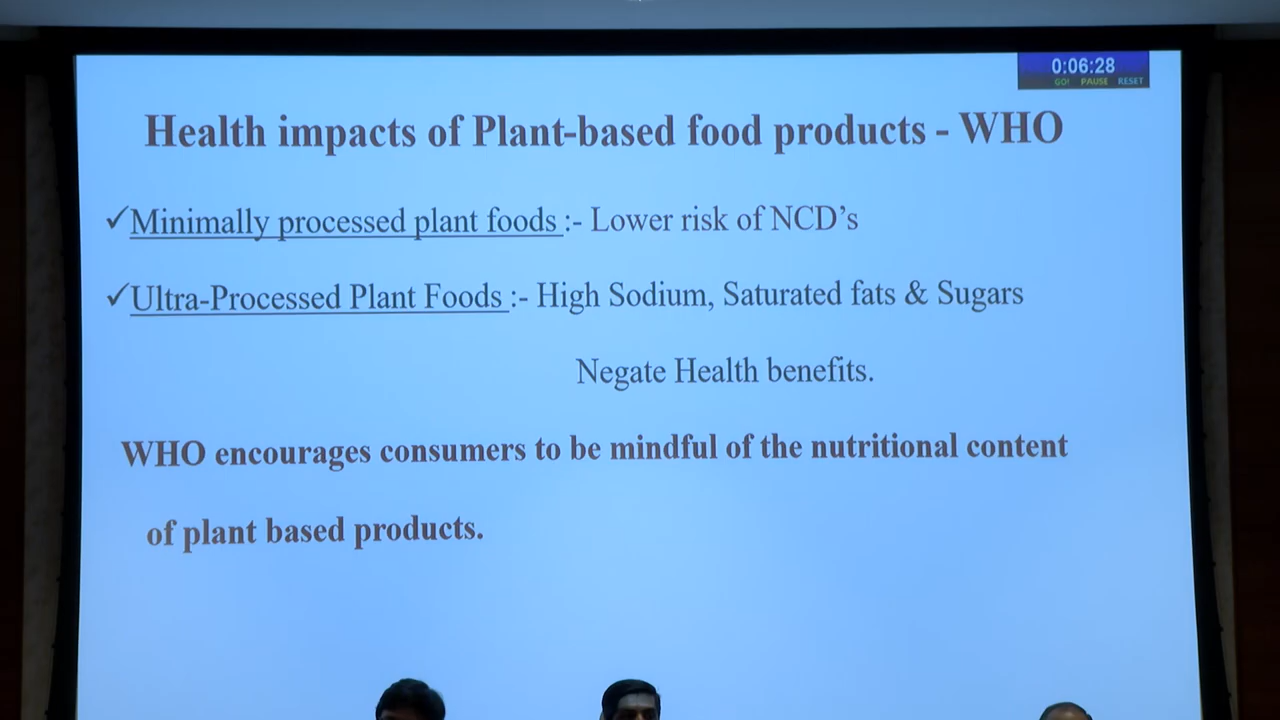 0:06:28
GO! PAUSE RESET
Health impacts of Plant-based food products - WHO
✓Minimally processed plant foods :- Lower risk of NCD’s
✓Ultra-Processed Plant Foods :- High Sodium, Saturated fats & Sugars
Negate Health benefits.
WHO encourages consumers to be mindful of the nutritional content
of plant based products.